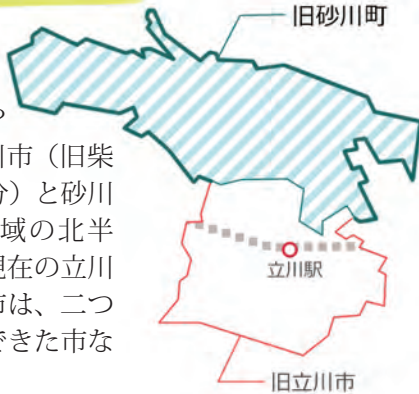 旧砂川町
川市（旧柴
分）と砂川
域の北半
現在の立川
市は、二つ
できた市な
立川駅
旧立川市